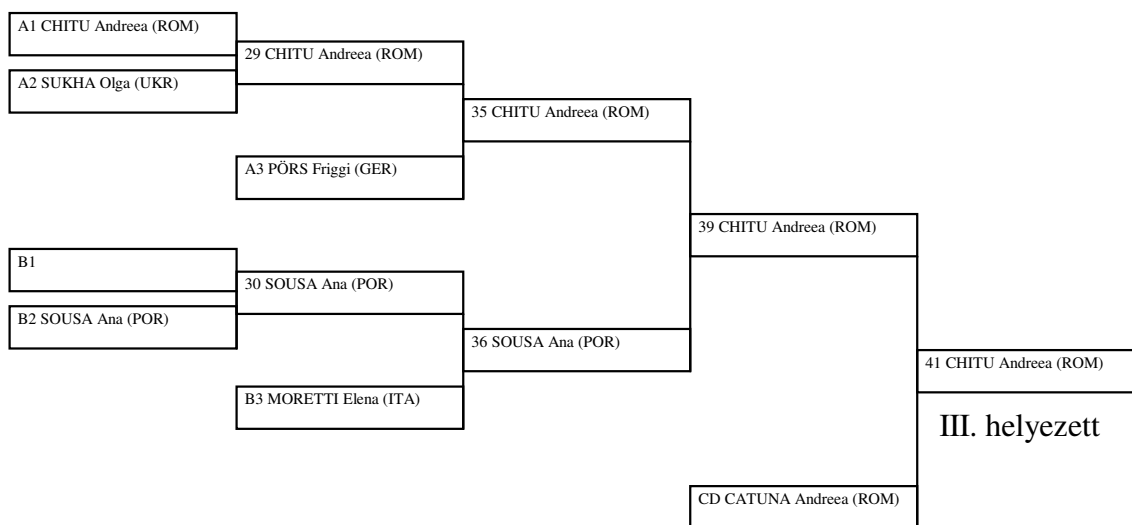 A1 CHITU Andreea (ROM)
29 CHITU Andreea (ROM)
A2 SUKHA Olga (UKR)
35 CHITU Andreea (ROM)
A3 PÖRS Friggi (GER)
39 CHITU Andreea (ROM)
B1
30 SOUSA Ana (POR)
B2 SOUSA Ana (POR)
36 SOUSA Ana (POR)
41 CHITU Andreea (ROM)
B3 MORETTI Elena (ITA)
III. helyezett
CD CATUNA Andreea (ROM)